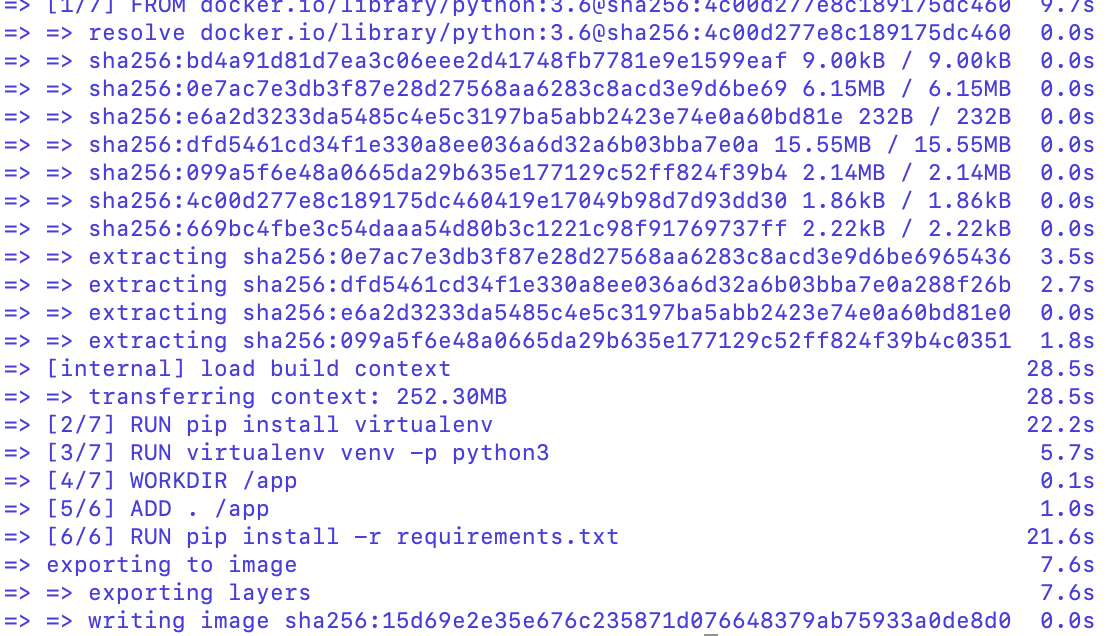 => [1/7] FROM docker.io/library/python:3.6@sha256:4c00d277e8c189175dc460 9.7s
=> => resolve docker.io/library/python:3.6@sha256:4c00d277e8c189175dc460 0.0s
=> => sha256:bd4a91d81d7ea3c06eee2d41748fb7781e9e1599eaf 9.00kB / 9.00kB 0.0s
=> => sha256:0e7ac7e3db3f87e28d27568aa6283c8acd3e9d6be69 6.15MB / 6.15MB 0.0s
=> => sha256:e6a2d3233da5485c4e5c3197ba5abb2423e74e0a60bd81e 232B / 232B 0.0s
=> => sha256:dfd5461cd34f1e330a8ee036a6d32a6b03bba7e0a 15.55MB / 15.55MB 0.0s
=> => sha256:099a5f6e48a0665da29b635e177129c52ff824f39b4 2.14MB / 2.14MB 0.0s
=> => sha256:4c00d277e8c189175dc460419e17049b98d7d93dd30 1.86kB / 1.86kB 0.0s
=> => sha256:669bc4fbe3c54daaa54d80b3c1221c98f91769737ff 2.22kB / 2.22kB 0.0s
=> => extracting sha256:0e7ac7e3db3f87e28d27568aa6283c8acd3e9d6be6965436 3.5s
=> => extracting sha256:dfd5461cd34f1e330a8ee036a6d32a6b03bba7e0a288f26b 2.7s
=> => extracting sha256:e6a2d3233da5485c4e5c3197ba5abb2423e74e0a60bd81e0 0.0s
=> => extracting sha256:099a5f6e48a0665da29b635e177129c52ff824f39b4c0351 1.8s
=> [internal] load build context 28.5s
=> => transferring context: 252.30MB 28.5s
=> [2/7] RUN pip install virtualenv 22.2s
=> [3/7] RUN virtualenv venv -p python3 5.7s
=> [4/7] WORKDIR /app 0.1s
=> [5/6] ADD . /app 1.0s
=> [6/6] RUN pip install -r requirements.txt 21.6s
=> exporting to image 7.6s
=> => exporting layers 7.6s
=> => writing image sha256:15d69e2e35e676c235871d076648379ab75933a0de8d0 0.0s